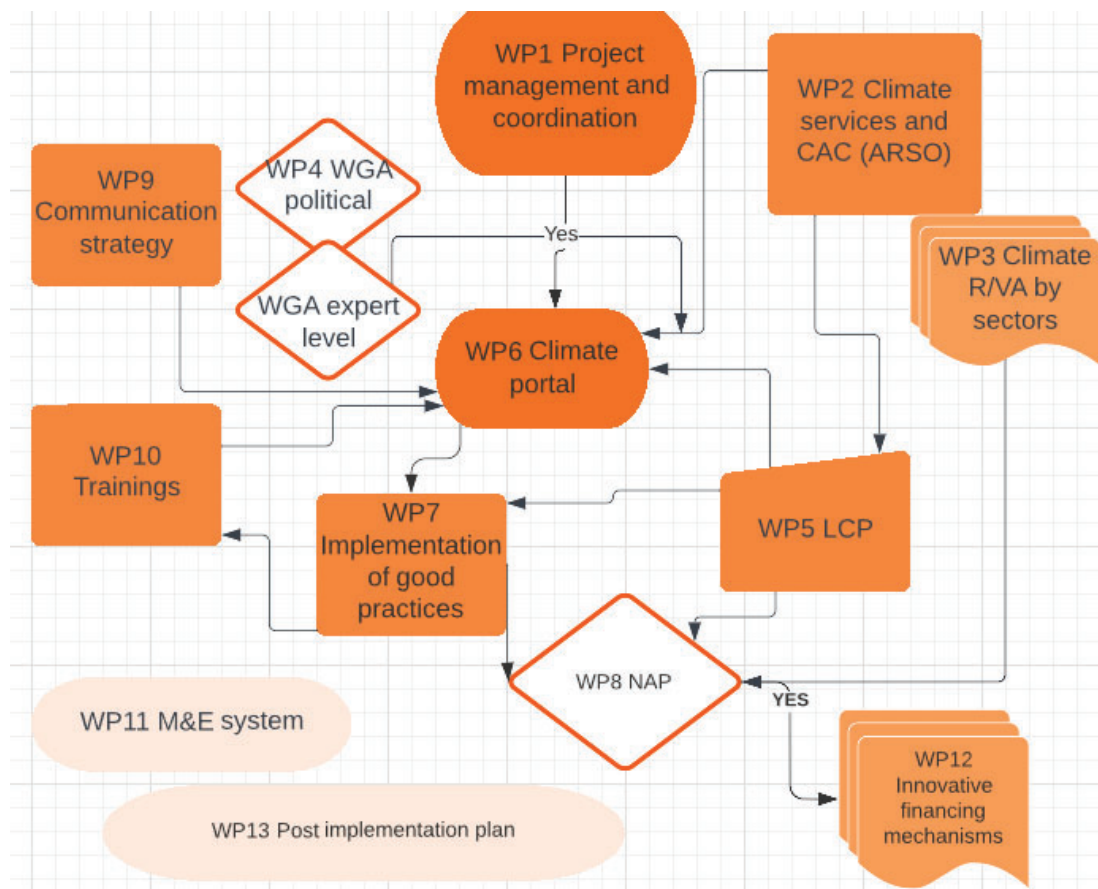 WP1 Project
management and
coordination
WP2 Climate
services and
CAC (ARSO)
WP9
Communication
strategy
WP4 WGA
political
Yes
WGA expert
level
WP3 Climate
R/VA by
sectors
WP6 Climate
portal
WP10
Trainings
WP7
Implementation
of good
practices
WP5 LCP
WP8 NAP
YES
WP11 M&E system
WP12
Innovative
financing
mechanisms
WP13 Post implementation plan